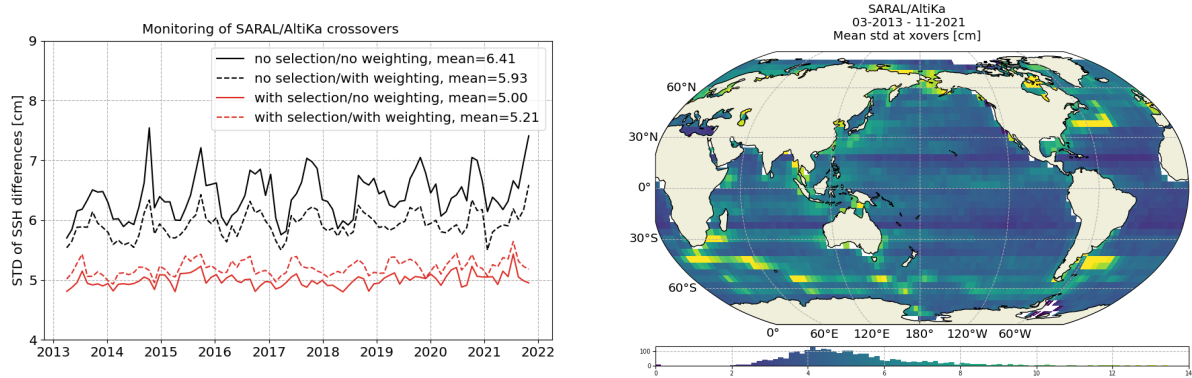 Monitoring of SARAL/AltiKa crossovers
STD of SSH differences [cm]
9
8
7
6
5
4
no selection/no weighting, mean=6.41
no selection/with weighting, mean=5.93
with selection/no weighting, mean=5.00
with selection/with weighting, mean=5.21
2013 2014 2015 2016 2017 2018 2019 2020 2021 2022
SARAL/AltiKa
03-2013 - 11-2021
Mean std at xovers [cm]
60°N
30°N
0°
30°S
60°S
0° 60°E 120°E 180° 120°W 60°W
100
0
0 2 4 6 8 10 12 14